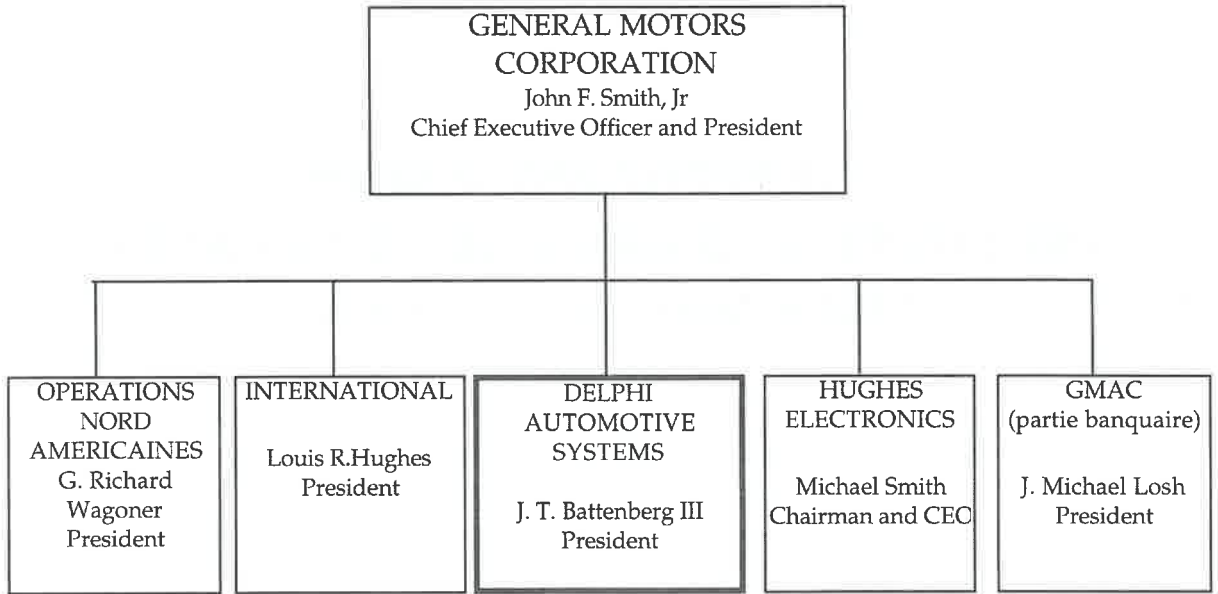 GENERAL MOTORS
CORPORATION
John F. Smith, Jr
Chief Executive Officer and President
OPERATIONS
NORD
AMERICAINES
G. Richard
Wagoner
President
INTERNATIONAL
Louis R.Hughes
President
DELPHI
AUTOMOTIVE
SYSTEMS
J. T. Battenberg III
President
HUGHES
ELECTRONICS
Michael Smith
Chairman and CEO
GMAC
(partie banquaire)
J. Michael Losh
President